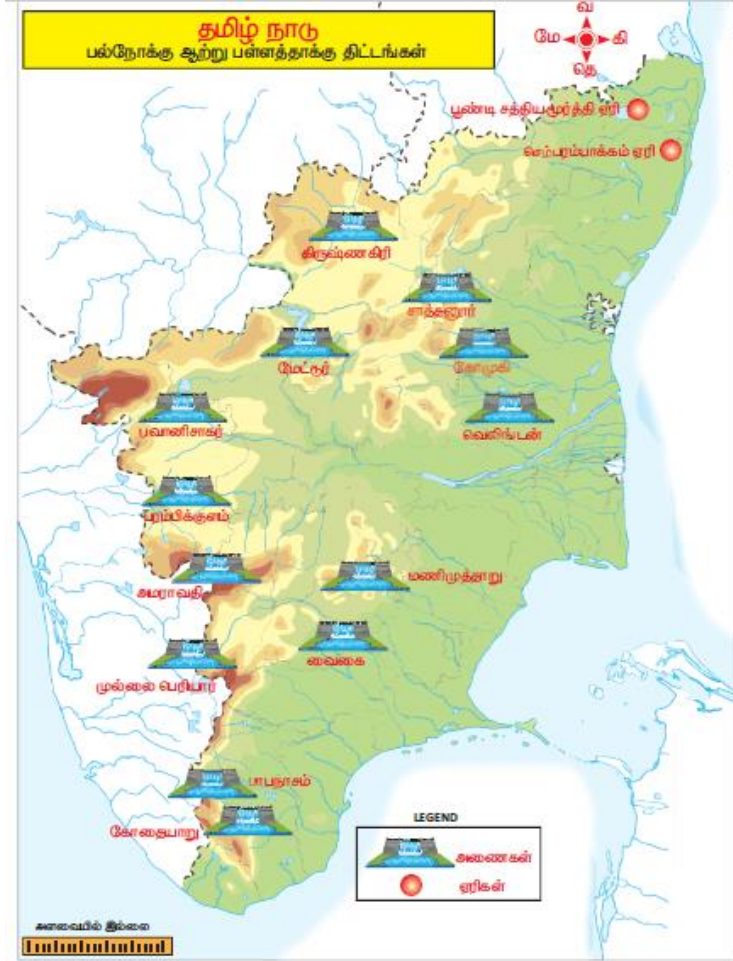 தமிழ் நாடு
பல்நோக்கு ஆற்று பள்ளத்தாக்கு திட்டங்கள்
வ
மே
கி
தெ
பூண்டி சத்தியமூர்த்தி ஏரி
செம்பரம்பாக்கம் ஏரி
கிருஷ்ணகிரி
சாத்தனூர்
மேட்டூர்
கோமுகி
பவானிசாகர்
வெலிங்டன்
பரம்பிக்குளம்
அமராவதி
மணிமுத்தாறு
வைகை
முல்லை பெரியார்
பாபநாசம்
கோதையாறு
LEGEND
அணைகள்
ஏரிகள்
அளவையில் இல்லை